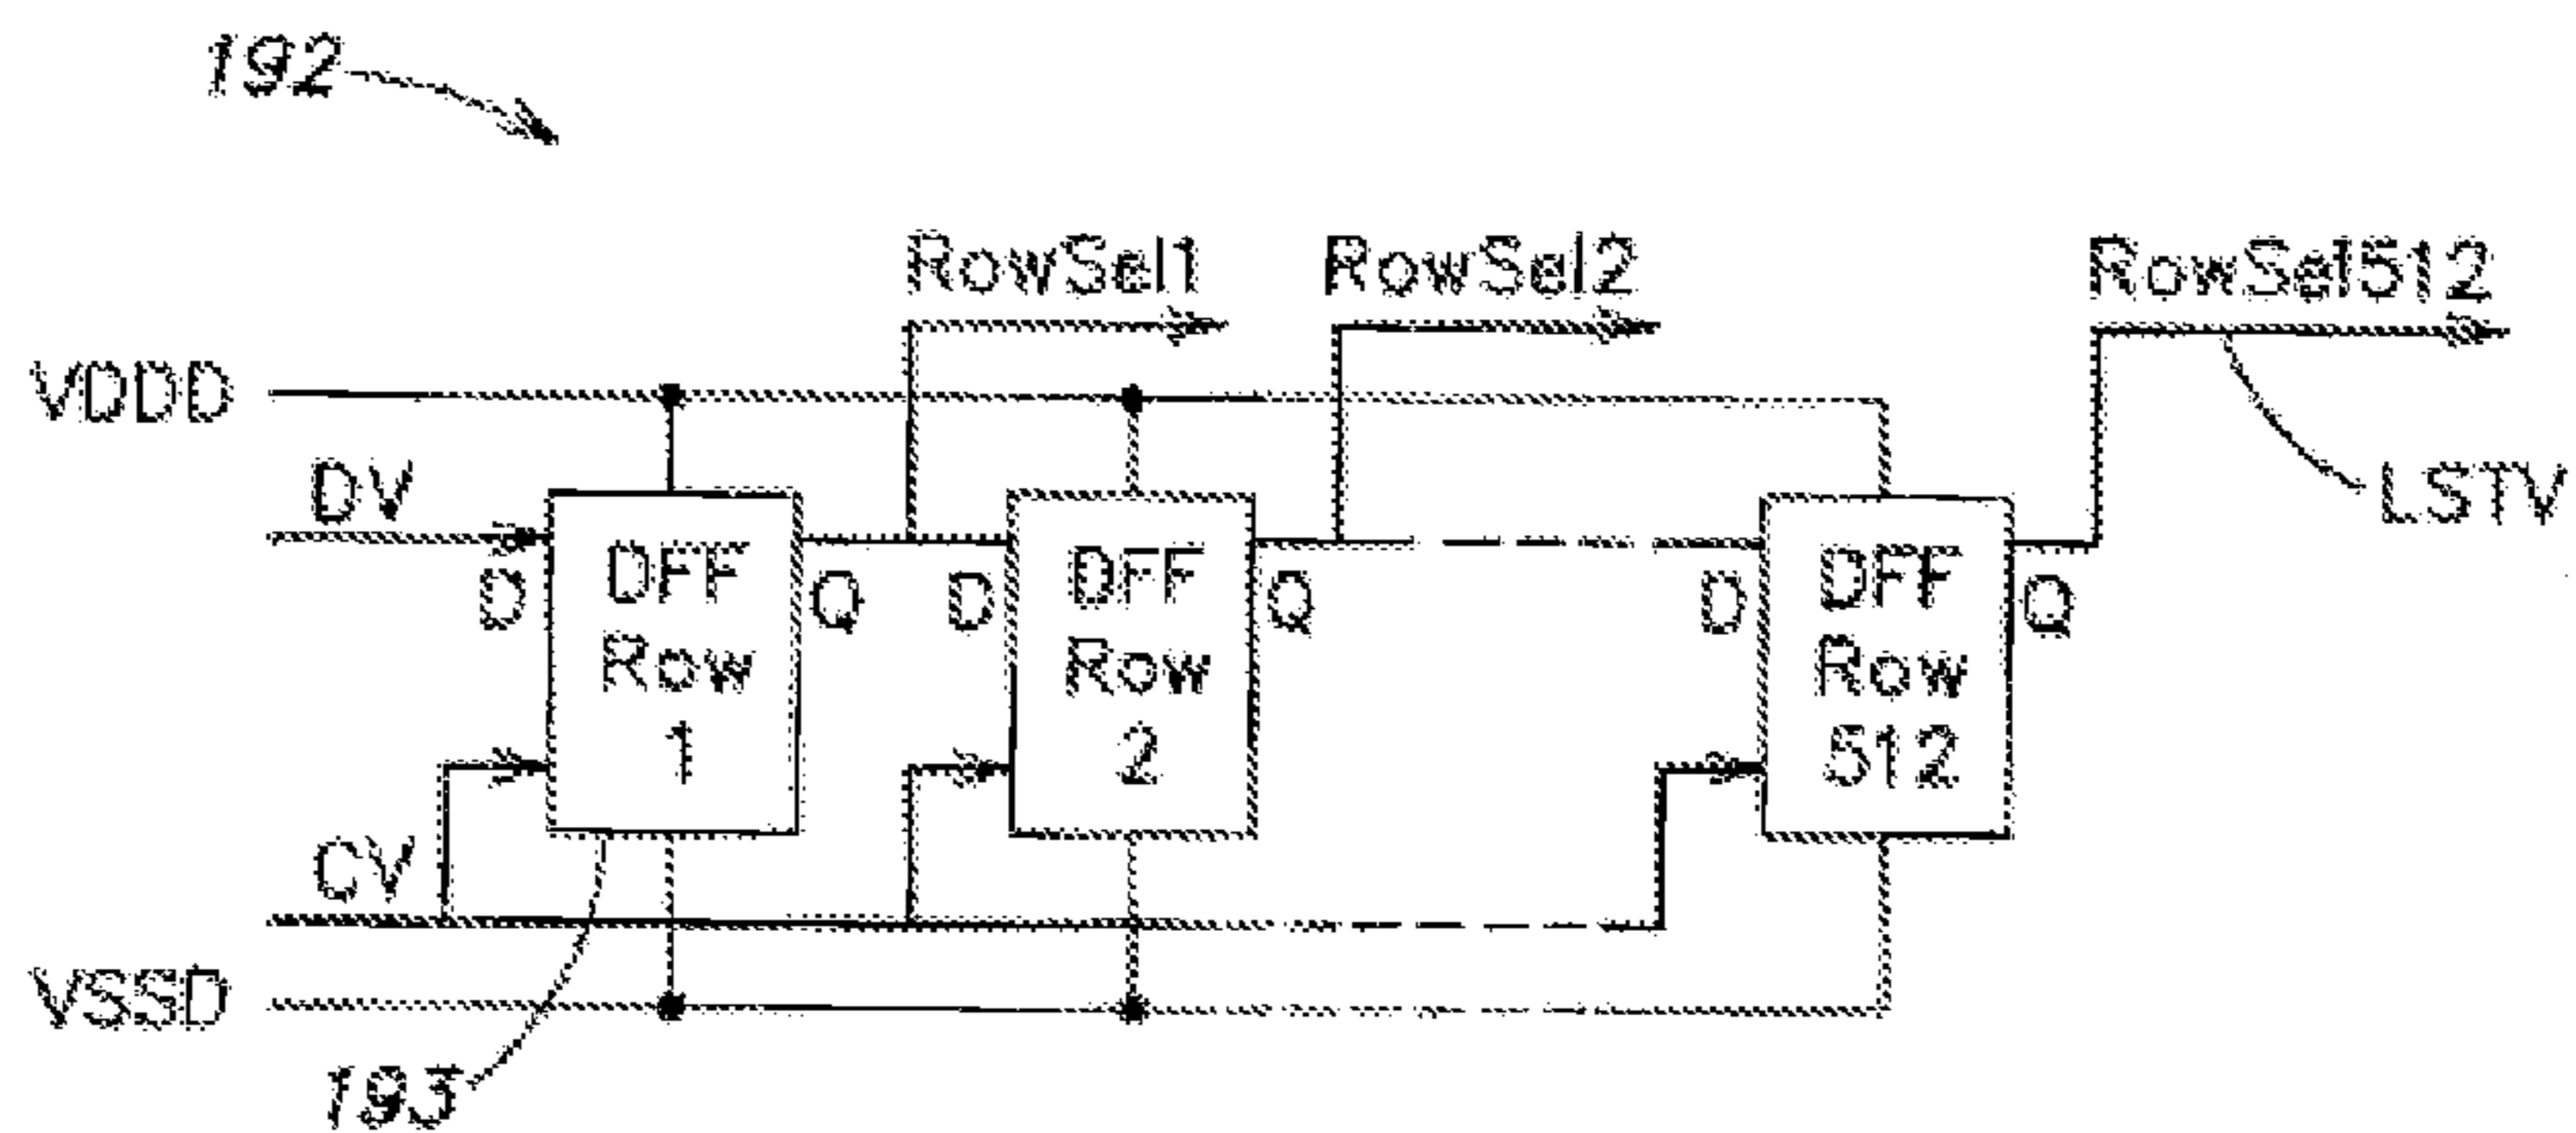 192
RowSel1 RowSel2 RowSel512
VDDD
DV
LSTV
D DFF Row 1 Q
D DFF Row 2 Q
D DFF Row 512 Q
CV
VSSD
193